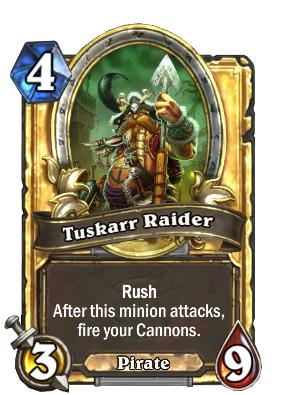 4
Tuskarr Raider
Rush
After this minion attacks,
fire your Cannons.
3
Pirate
9